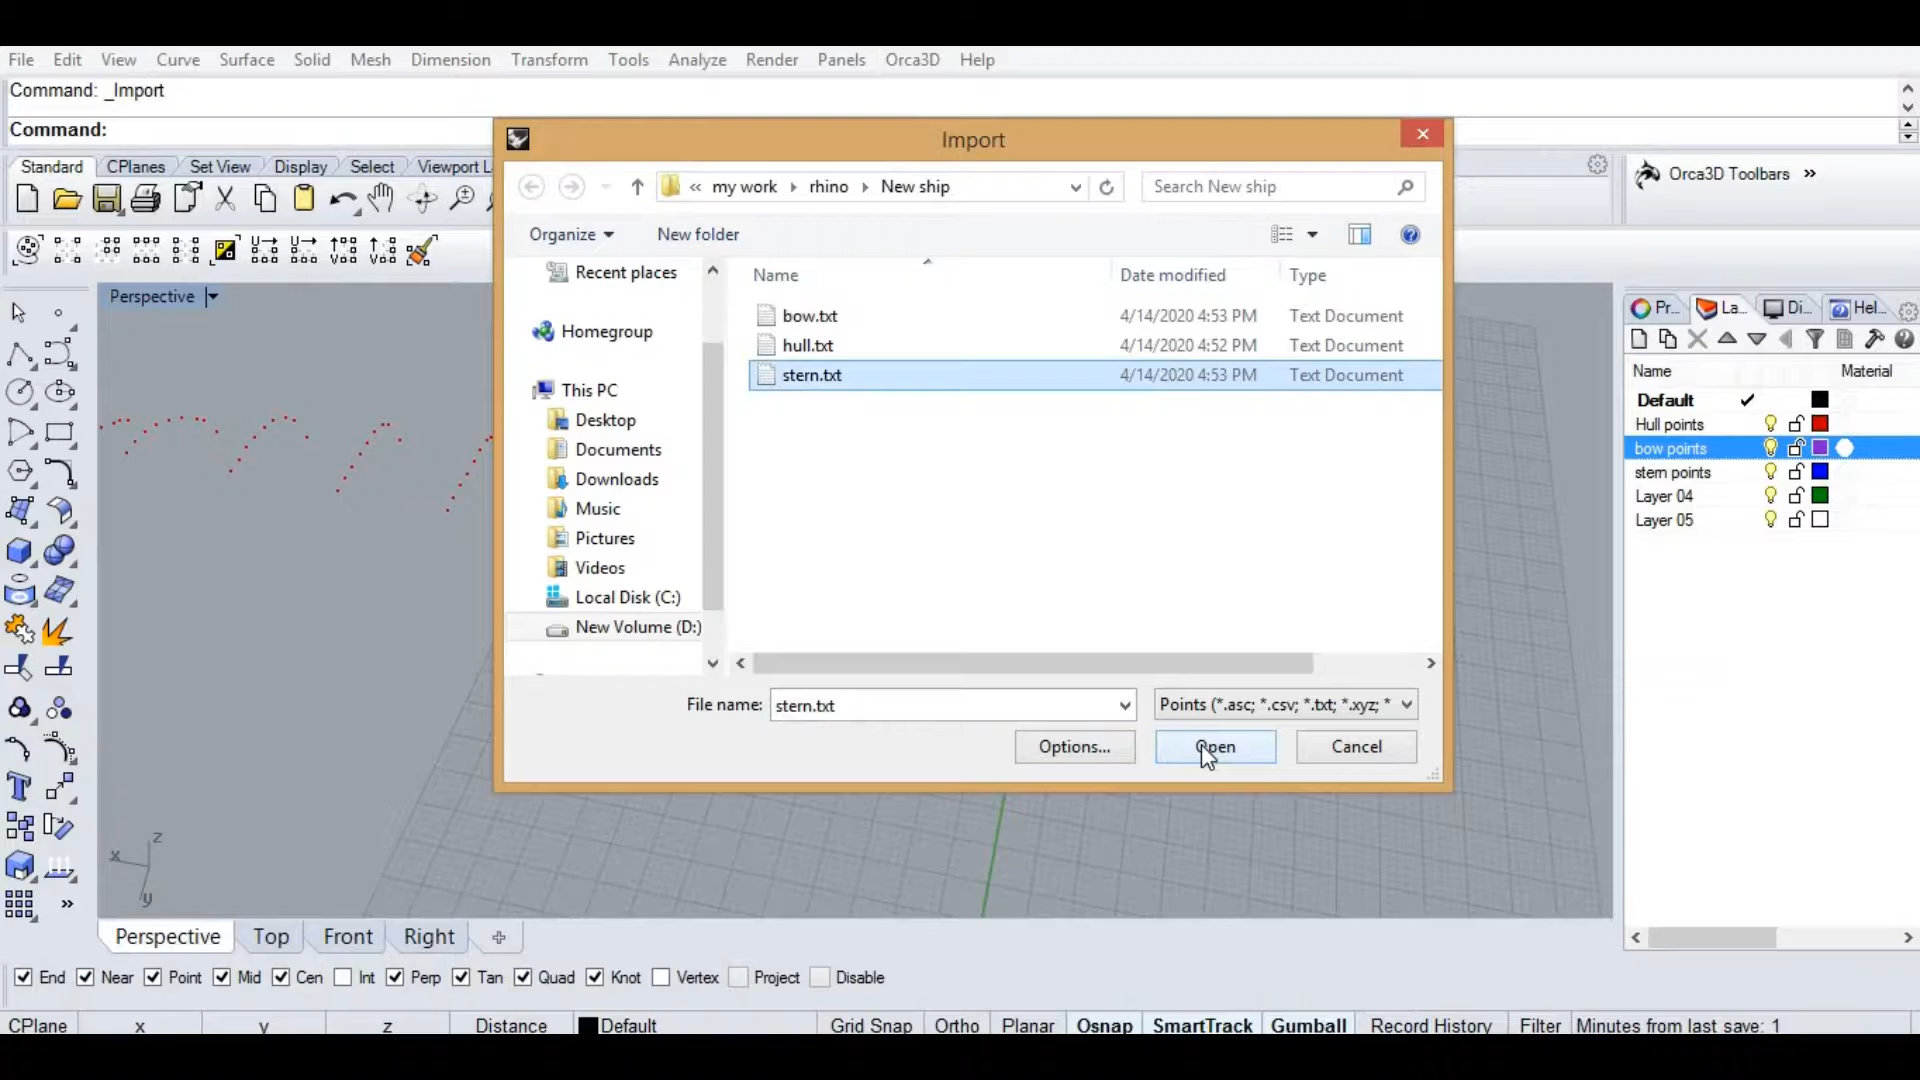 File Edit View Curve Surface Solid Mesh Dimension Transform Tools Analyze Render Panels Orca3D Help
Command: _Import
Command:
Import
Standard CPlanes Set View Display Select Viewport L
Orca3D Toolbars »
« my work rhino New ship
Search New ship
Organize New folder
Perspective
Recent places
Homegroup
This PC
Desktop
Documents
Downloads
Music
Pictures
Videos
Local Disk (C:)
New Volume (D:)
Name Date modified Type
bow.txt 4/14/2020 4:53 PM Text Document
hull.txt 4/14/2020 4:52 PM Text Document
stern.txt 4/14/2020 4:53 PM Text Document
File name: stern.txt Points (*.asc; *.csv; *.txt; *.xyz; *
Options... Open Cancel
Pr... La... Di... Hel...
Name Material
Default
Hull points
bow points
stem points
Layer 04
Layer 05
z
x
y
Perspective Top Front Right
End Near Point Mid Cen Int Perp Tan Quad Knot Vertex Project Disable
CPlane x y z Distance Default Grid Snap Ortho Planar Osnap SmartTrack Gumball Record History Filter Minutes from last save: 1